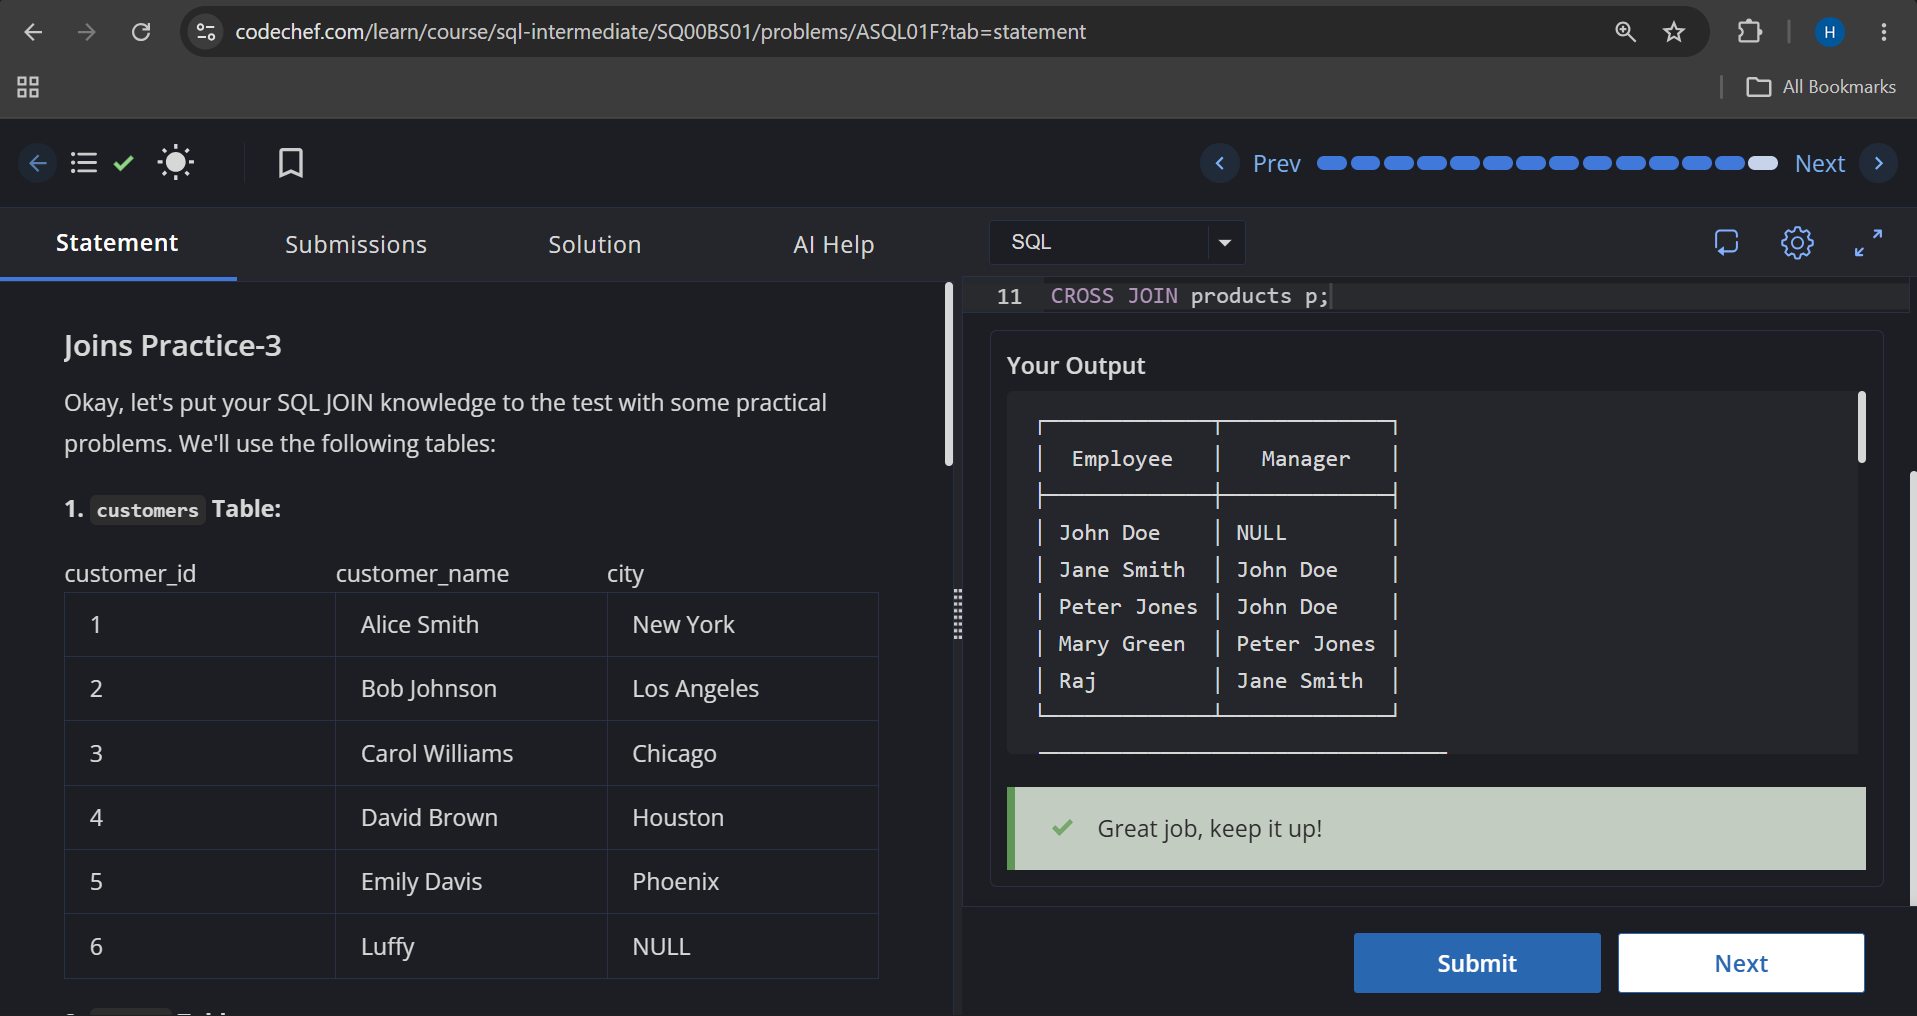 codechef.com/learn/course/sql-intermediate/SQ00BS01/problems/ASQL01F?tab=statement
H
All Bookmarks
Prev
Next
Statement
Submissions
Solution
AI Help
SQL
Joins Practice-3
Okay, let's put your SQL JOIN knowledge to the test with some practical
problems. We'll use the following tables:
1. customers Table:
customer_id customer_name city
1 Alice Smith New York
2 Bob Johnson Los Angeles
3 Carol Williams Chicago
4 David Brown Houston
5 Emily Davis Phoenix
6 Luffy NULL
11 CROSS JOIN products p;
Your Output
Employee Manager
John Doe NULL
Jane Smith John Doe
Peter Jones John Doe
Mary Green Peter Jones
Raj Jane Smith
Great job, keep it up!
Submit
Next